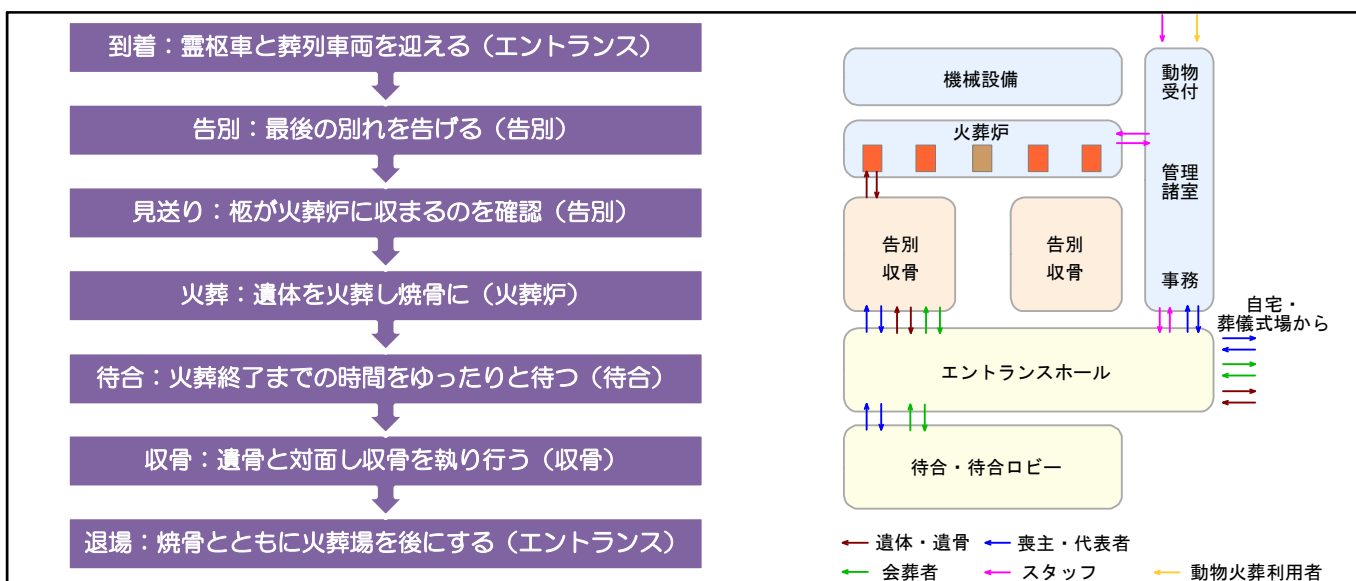 到着：霊柩車と葬列車両を迎える（エントランス）
告別：最後の別れを告げる（告別）
見送り：柩が火葬炉に収まるのを確認（告別）
火葬：遺体を火葬し焼骨に（火葬炉）
待合：火葬終了までの時間をゆったりと待つ（待合）
収骨：遺骨と対面し収骨を執り行う（収骨）
退場：焼骨とともに火葬場を後にする（エントランス）
機械設備
火葬炉
動物
受付
管理
諸室
事務
告別
収骨
告別
収骨
自宅・
葬儀式場から
エントランスホール
待合・待合ロビー
遺体・遺骨
喪主・代表者
会葬者
スタッフ
動物火葬利用者